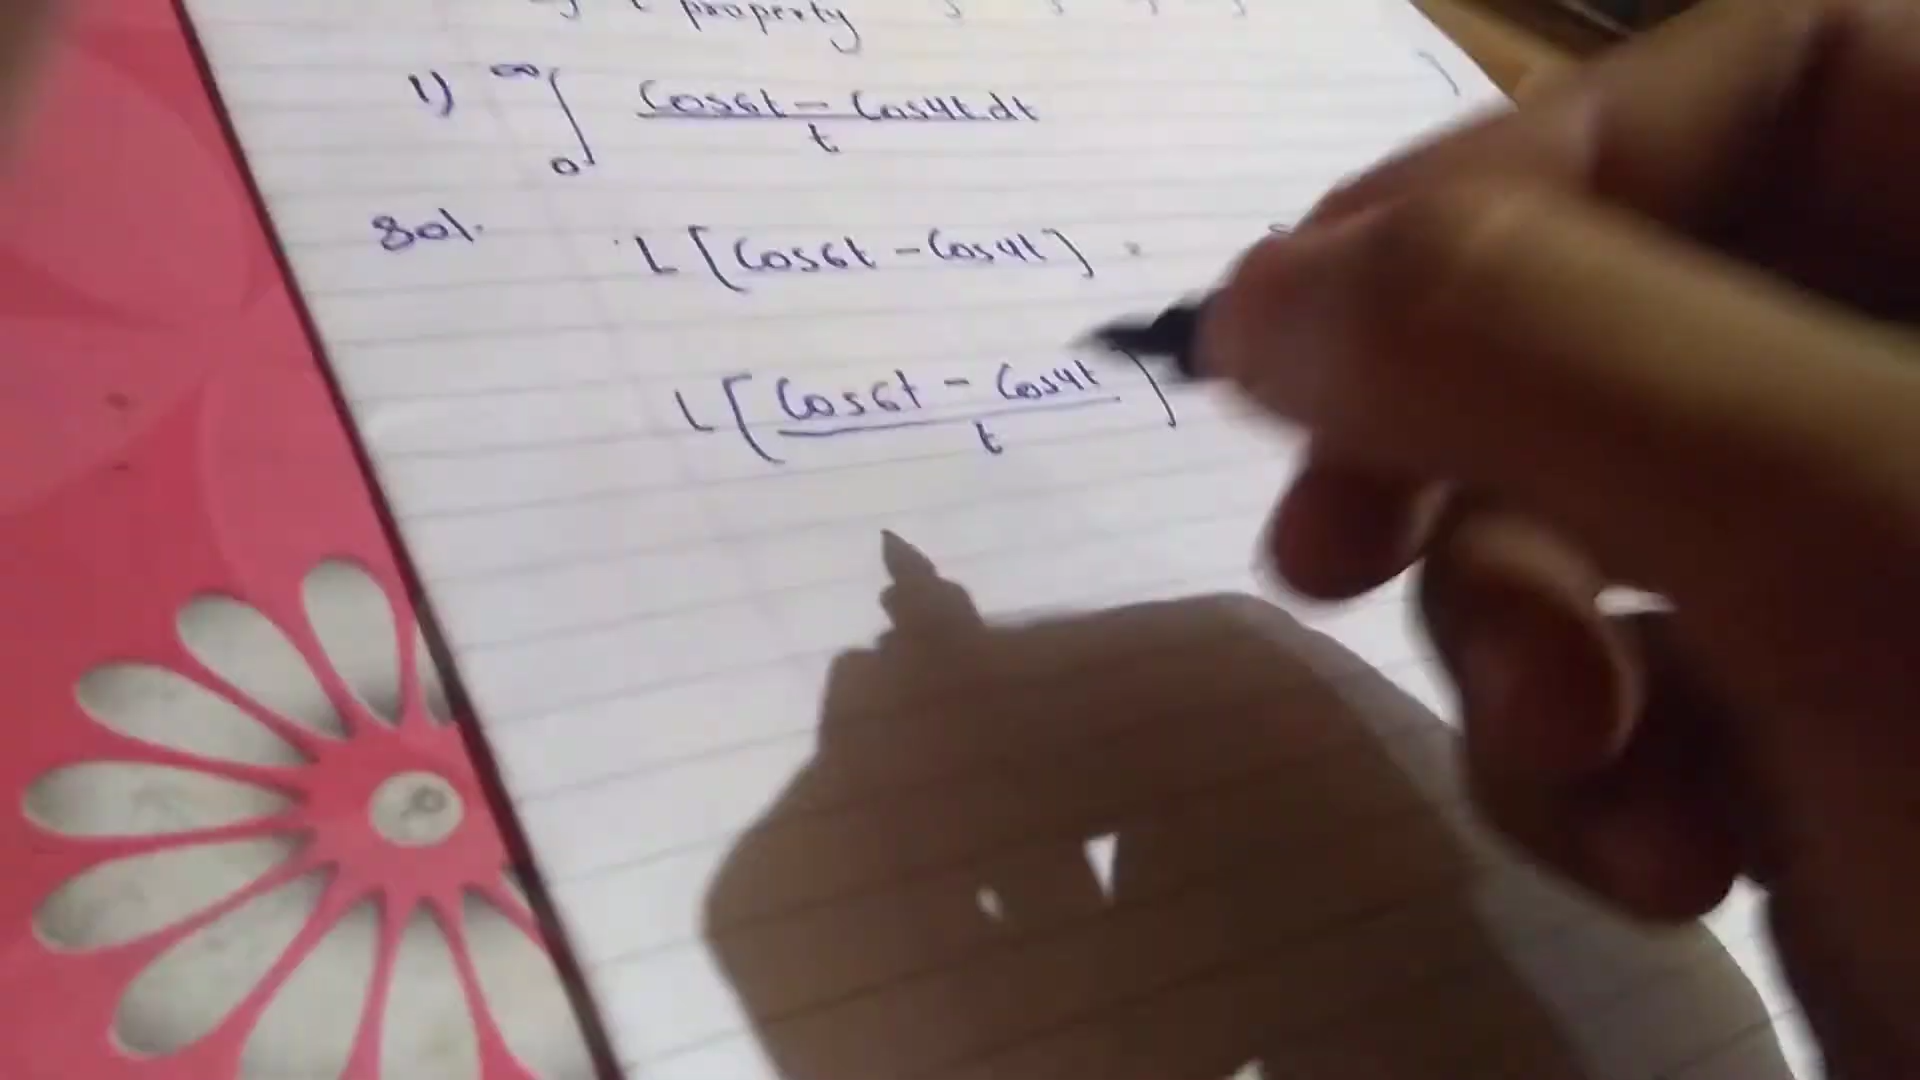 property
1) ∞ ∫ 0 Cos6t - Cos4t dt / t
Sol.
L [Cos6t - Cos4t] =
L [Cos6t - Cos4t / t]